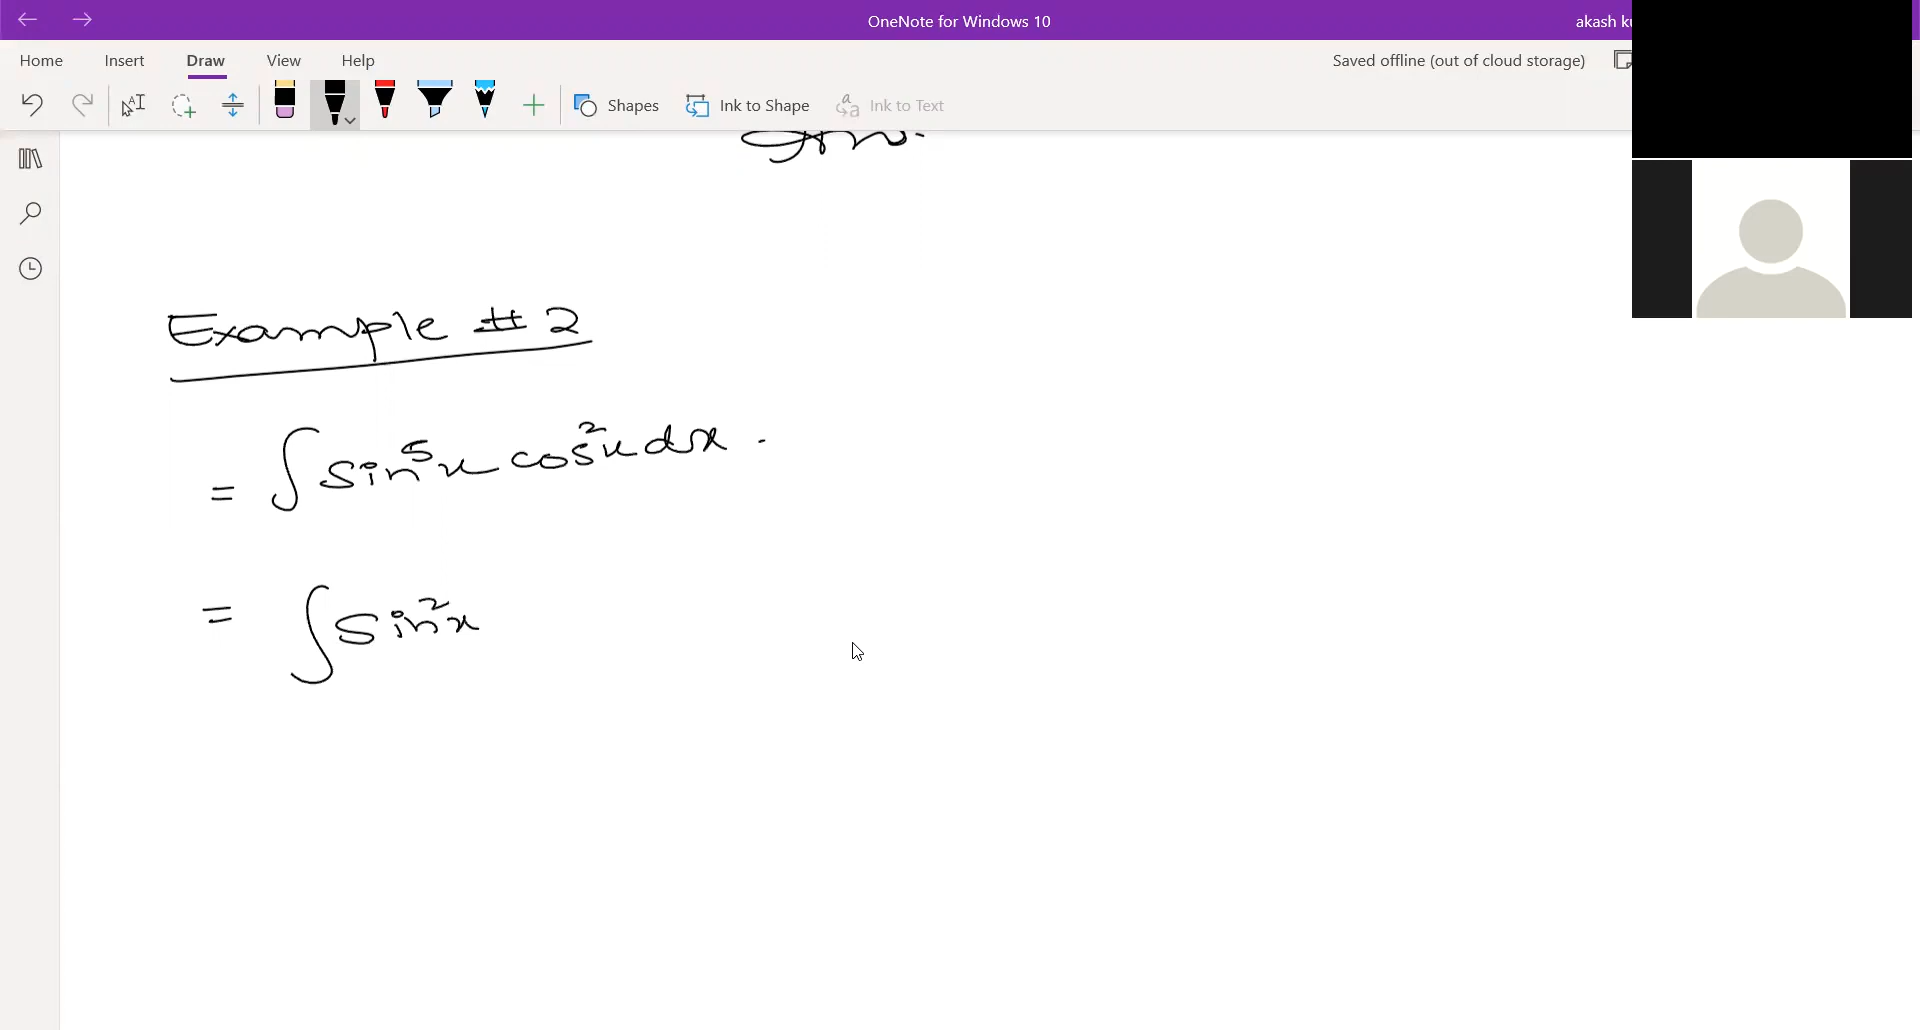 OneNote for Windows 10
akash ku
Home Insert Draw View Help
Saved offline (out of cloud storage)
Shapes Ink to Shape Ink to Text
Example # 2
= ∫ sin⁵x cos²x dx .
= ∫ sin²x